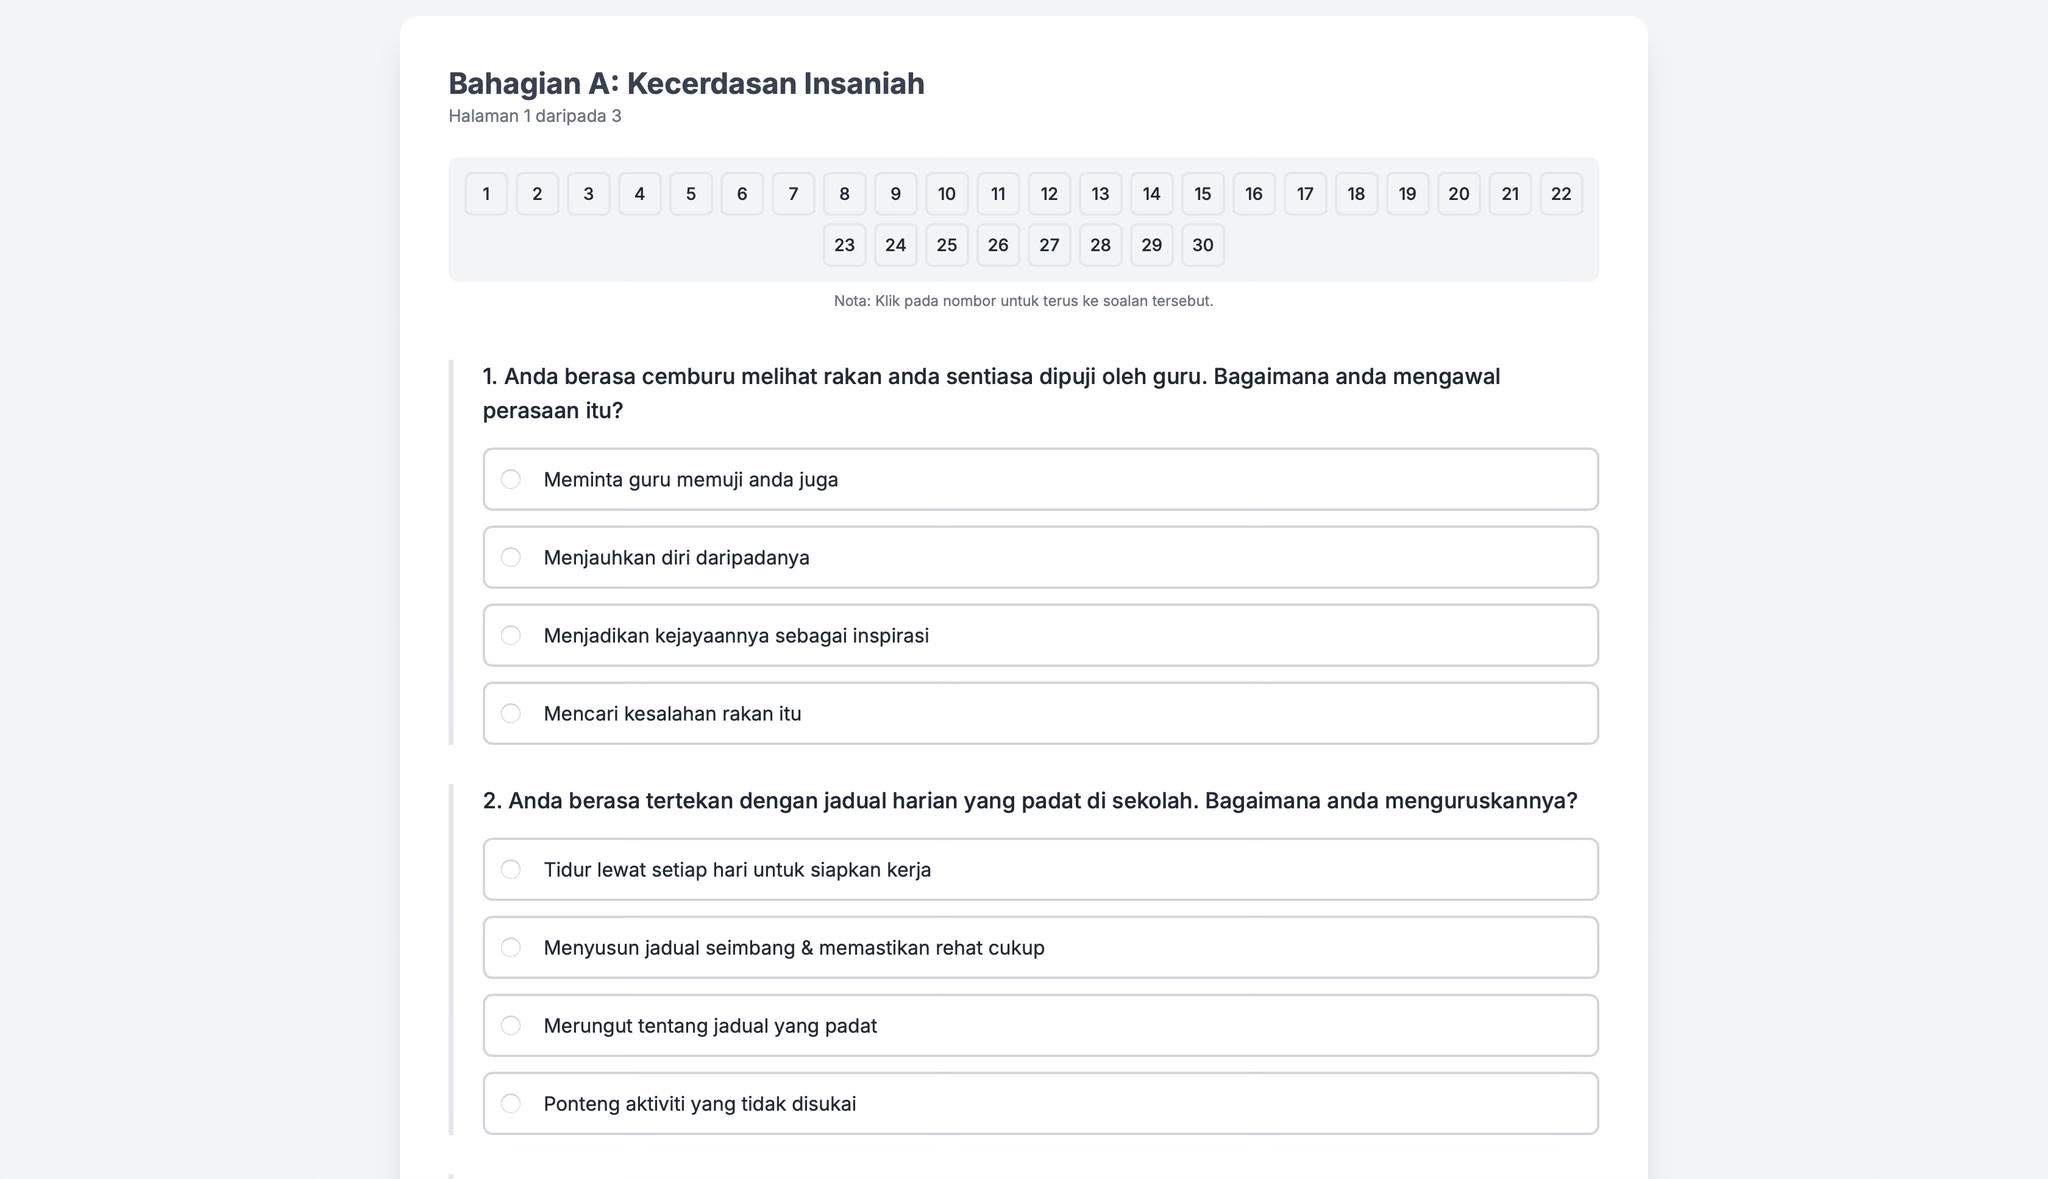 Bahagian A: Kecerdasan Insaniah
Halaman 1 daripada 3
1 2 3 4 5 6 7 8 9 10 11 12 13 14 15 16 17 18 19 20 21 22
23 24 25 26 27 28 29 30
Nota: Klik pada nombor untuk terus ke soalan tersebut.
1. Anda berasa cemburu melihat rakan anda sentiasa dipuji oleh guru. Bagaimana anda mengawal
perasaan itu?
Meminta guru memuji anda juga
Menjauhkan diri daripadanya
Menjadikan kejayaannya sebagai inspirasi
Mencari kesalahan rakan itu
2. Anda berasa tertekan dengan jadual harian yang padat di sekolah. Bagaimana anda menguruskannya?
Tidur lewat setiap hari untuk siapkan kerja
Menyusun jadual seimbang & memastikan rehat cukup
Merungut tentang jadual yang padat
Ponteng aktiviti yang tidak disukai